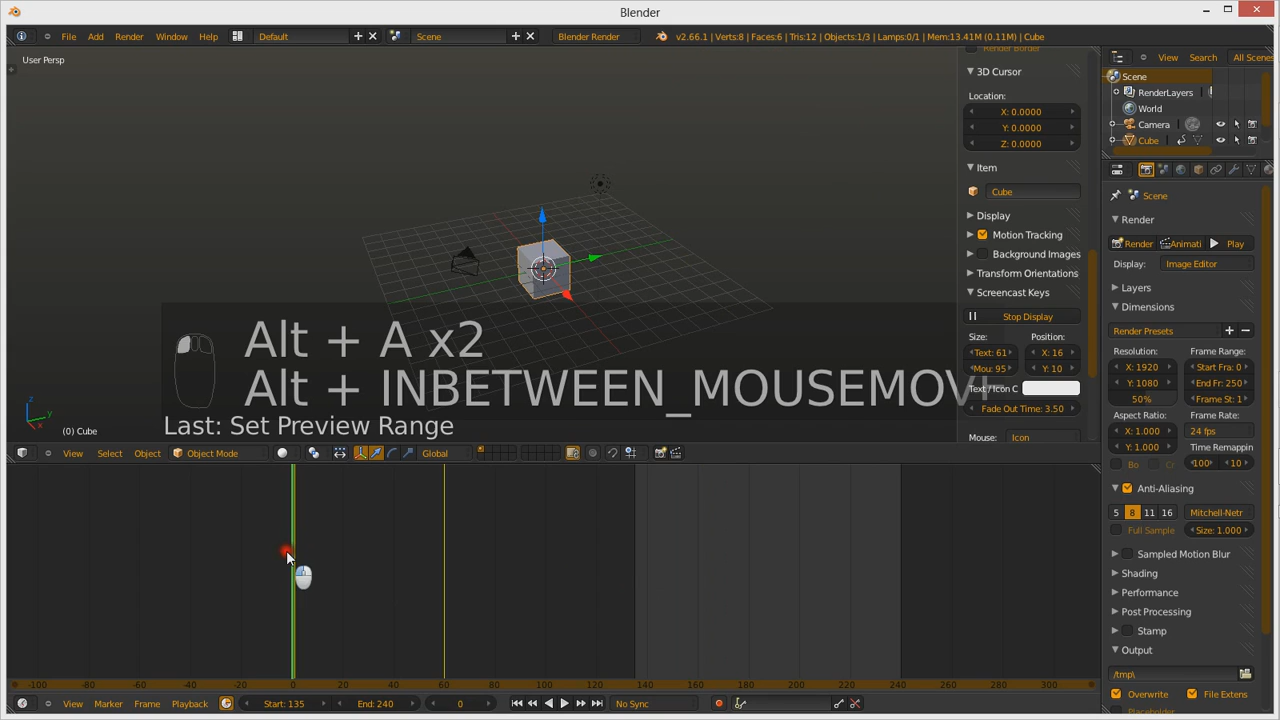 Blender
File Add Render Window Help Default Scene Blender Render v2.66.1 | Verts:8 | Faces:6 | Tris:12 | Objects:1/3 | Lamps:0/1 | Mem:13.41M (0.11M) | Cube
User Persp
Render Border
View Search All Scenes
3D Cursor
Scene
Location:
RenderLayers
X: 0.0000
World
Y: 0.0000
Camera
Z: 0.0000
Cube
Item
Cube
Scene
Display
Render
Motion Tracking
Render Animati Play
Background Images
Display: Image Editor
Transform Orientations
Layers
Screencast Keys
Dimensions
Stop Display
Render Presets
Size: Position:
Resolution: Frame Range:
Text: 61 X: 16
X: 1920 Start Fra: 0
Mou: 95 Y: 10
Y: 1080 End Fr: 250
Text / Icon C
50% Frame St: 1
Fade Out Time: 3.50
Aspect Ratio: Frame Rate:
Mouse: Icon
X: 1.000 24 fps
Y: 1.000 Time Remappin
Bo Cr 100 10
Alt + A x2
Alt + INBETWEEN_MOUSEMOV
Last: Set Preview Range
z
y
x
(0) Cube
View Select Object Object Mode Global
Anti-Aliasing
5 8 11 16 Mitchell-Netr
Full Sample Size: 1.000
Sampled Motion Blur
Shading
Performance
Post Processing
Stamp
Output
/tmp\
Overwrite File Extens
Placeholder
-100 -80 -60 -40 -20 0 20 40 60 80 100 120 140 160 180 200 220 240 260 280 300
View Marker Frame Playback Start: 135 End: 240 0 No Sync